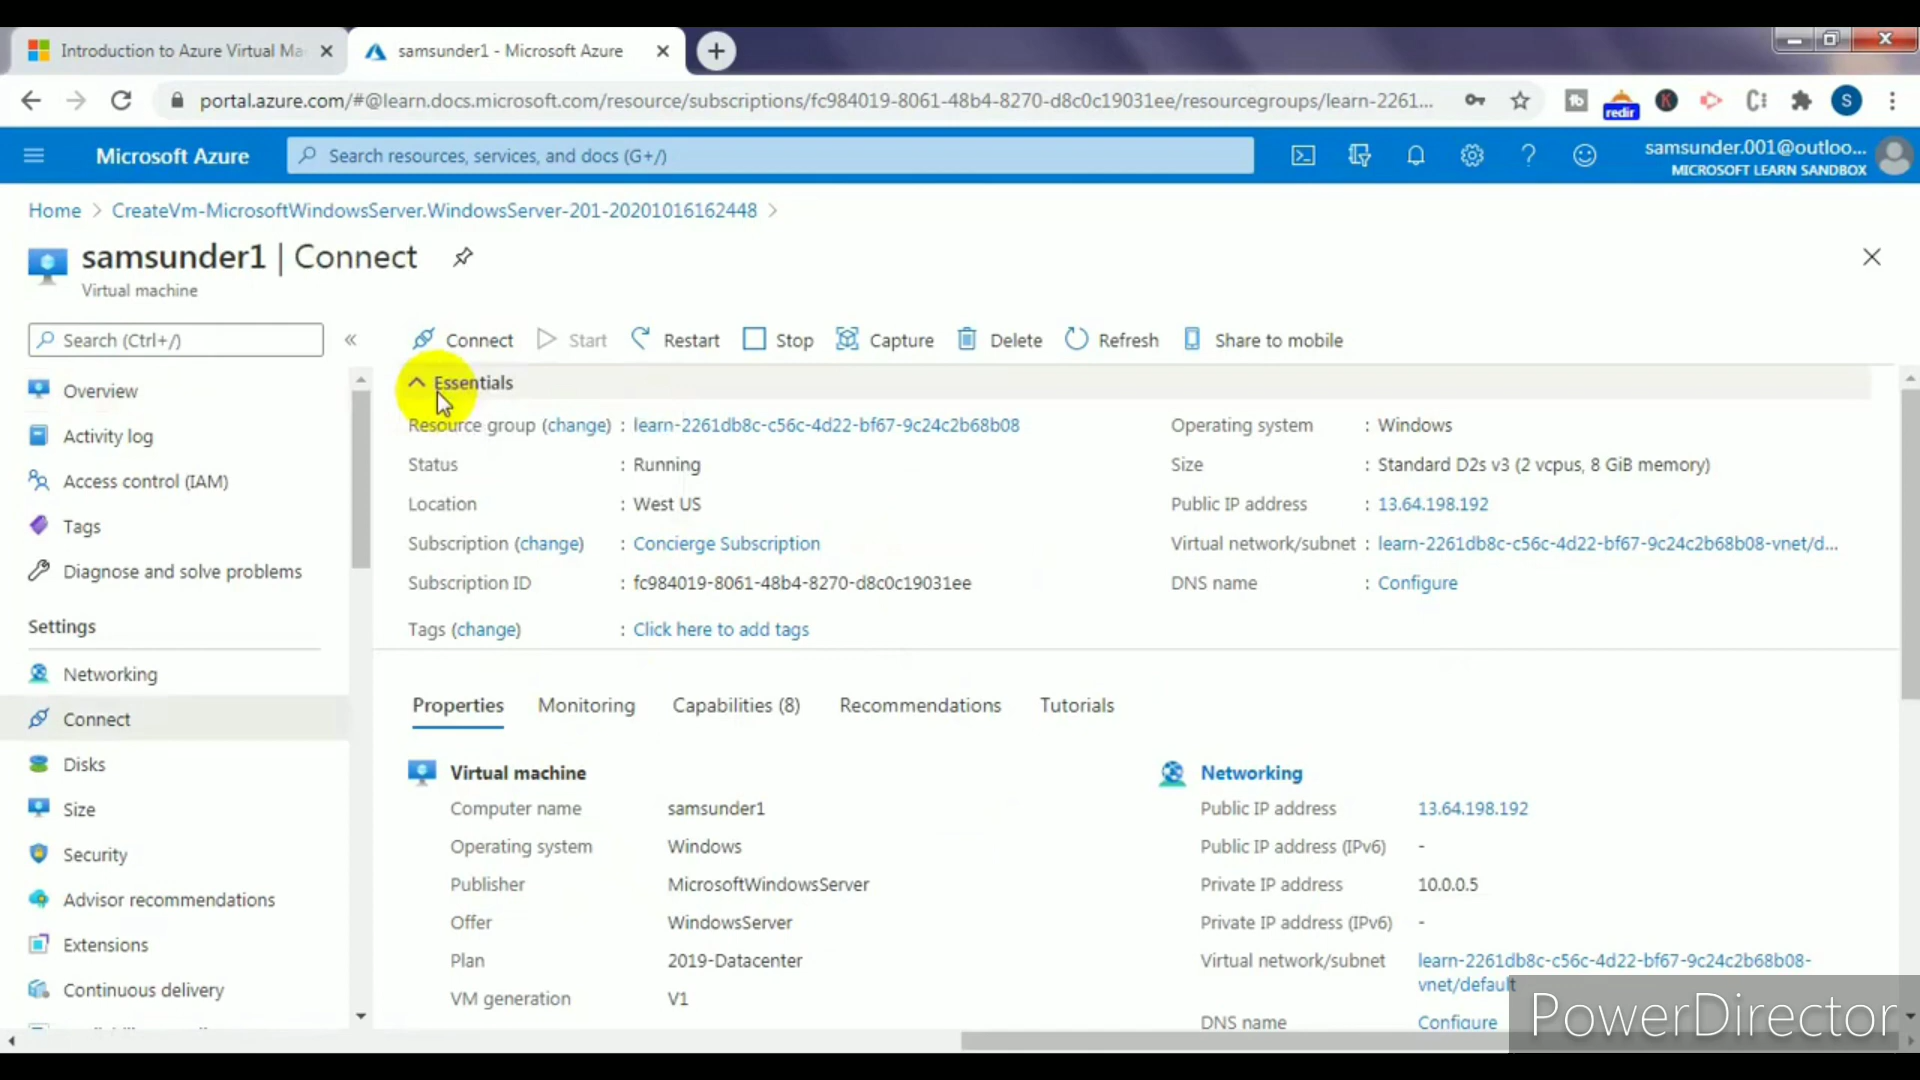 Introduction to Azure Virtual Ma
samsunder1 - Microsoft Azure
portal.azure.com/#@learn.docs.microsoft.com/resource/subscriptions/fc984019-8061-48b4-8270-d8c0c19031ee/resourcegroups/learn-2261...
redir
S
Microsoft Azure
Search resources, services, and docs (G+/)
samsunder.001@outloo...
MICROSOFT LEARN SANDBOX
Home > CreateVm-MicrosoftWindowsServer.WindowsServer-201-20201016162448 >
samsunder1 | Connect
Virtual machine
Search (Ctrl+/)
«
Connect
Start
Restart
Stop
Capture
Delete
Refresh
Share to mobile
Overview
Activity log
Access control (IAM)
Tags
Diagnose and solve problems
Settings
Networking
Connect
Disks
Size
Security
Advisor recommendations
Extensions
Continuous delivery
Essentials
Resource group (change) : learn-2261db8c-c56c-4d22-bf67-9c24c2b68b08
Status : Running
Location : West US
Subscription (change) : Concierge Subscription
Subscription ID : fc984019-8061-48b4-8270-d8c0c19031ee
Tags (change) : Click here to add tags
Operating system : Windows
Size : Standard D2s v3 (2 vcpus, 8 GiB memory)
Public IP address : 13.64.198.192
Virtual network/subnet : learn-2261db8c-c56c-4d22-bf67-9c24c2b68b08-vnet/d...
DNS name : Configure
Properties
Monitoring
Capabilities (8)
Recommendations
Tutorials
Virtual machine
Computer name samsunder1
Operating system Windows
Publisher MicrosoftWindowsServer
Offer WindowsServer
Plan 2019-Datacenter
VM generation V1
Networking
Public IP address 13.64.198.192
Public IP address (IPv6) -
Private IP address 10.0.0.5
Private IP address (IPv6) -
Virtual network/subnet learn-2261db8c-c56c-4d22-bf67-9c24c2b68b08-
vnet/default
DNS name Configure
PowerDirector